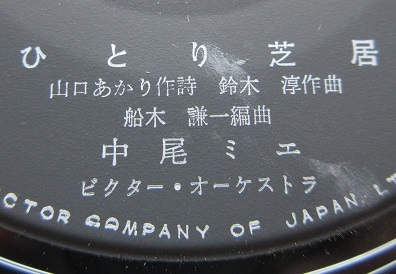 ひとり芝居
山口あかり作詩 鈴木 淳作曲
船木 謙一編曲
中尾ミエ
ビクター・オーケストラ
COMPANY OF JAPAN, LT